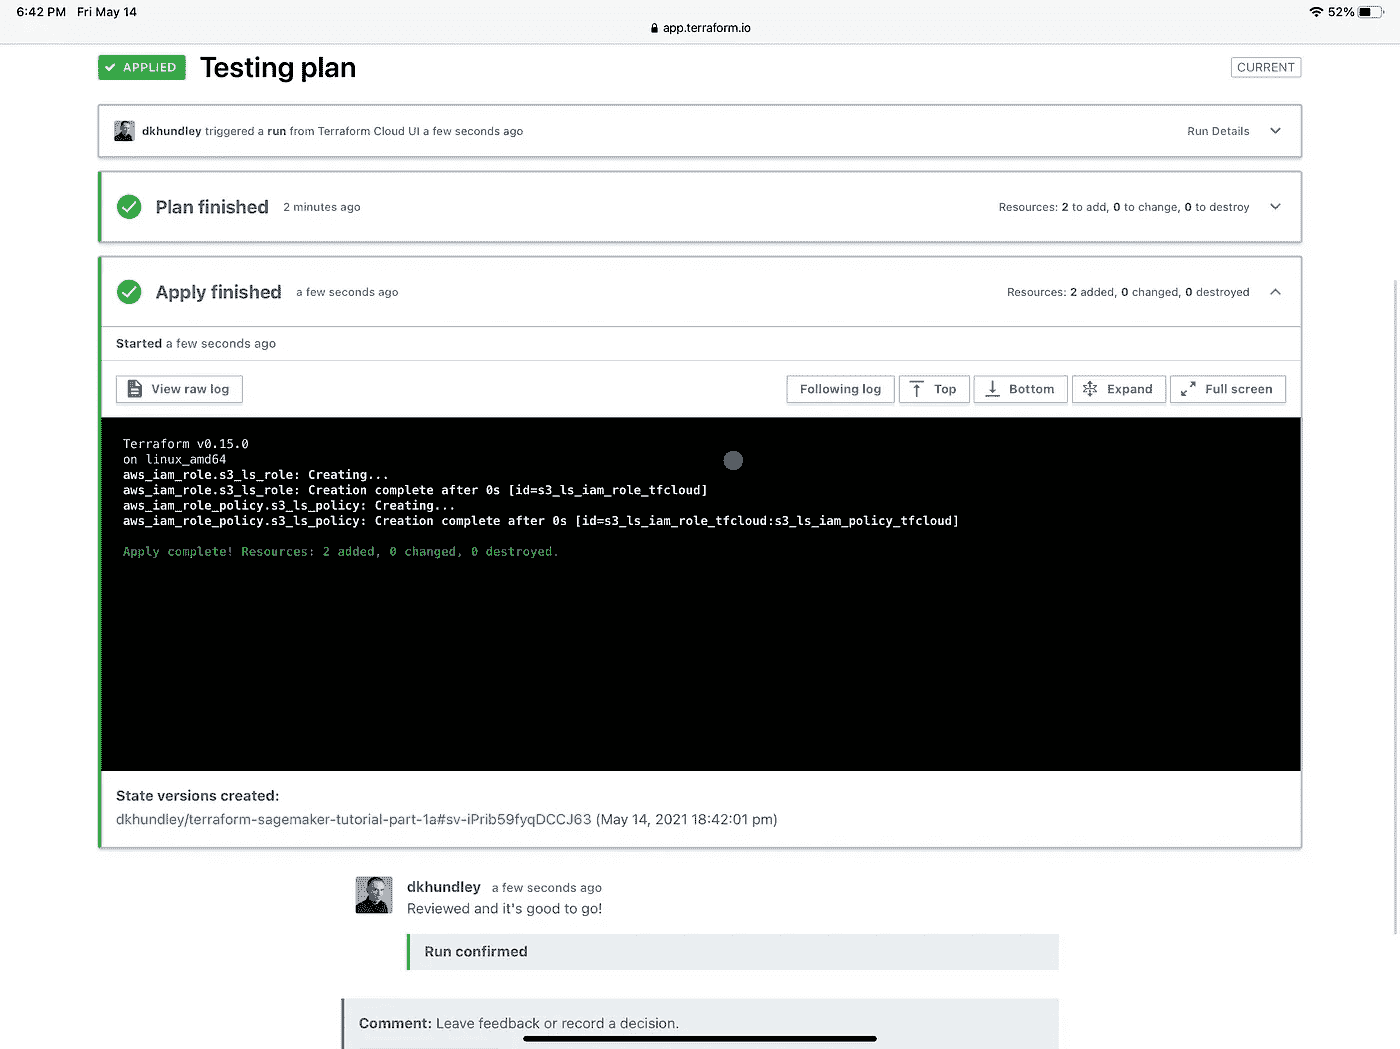 6:42 PM Fri May 14
52%
app.terraform.io
APPLIED Testing plan CURRENT
dkhundley triggered a run from Terraform Cloud UI a few seconds ago Run Details
Plan finished 2 minutes ago Resources: 2 to add, 0 to change, 0 to destroy
Apply finished a few seconds ago Resources: 2 added, 0 changed, 0 destroyed
Started a few seconds ago
View raw log Following log Top Bottom Expand Full screen
Terraform v0.15.0
on linux_amd64
aws_iam_role.s3_ls_role: Creating...
aws_iam_role.s3_ls_role: Creation complete after 0s [id=s3_ls_iam_role_tfcloud]
aws_iam_role_policy.s3_ls_policy: Creating...
aws_iam_role_policy.s3_ls_policy: Creation complete after 0s [id=s3_ls_iam_role_tfcloud:s3_ls_iam_policy_tfcloud]
Apply complete! Resources: 2 added, 0 changed, 0 destroyed.
State versions created:
dkhundley/terraform-sagemaker-tutorial-part-1a#sv-iPrib59fyqDCCJ63 (May 14, 2021 18:42:01 pm)
dkhundley a few seconds ago
Reviewed and it's good to go!
Run confirmed
Comment: Leave feedback or record a decision.